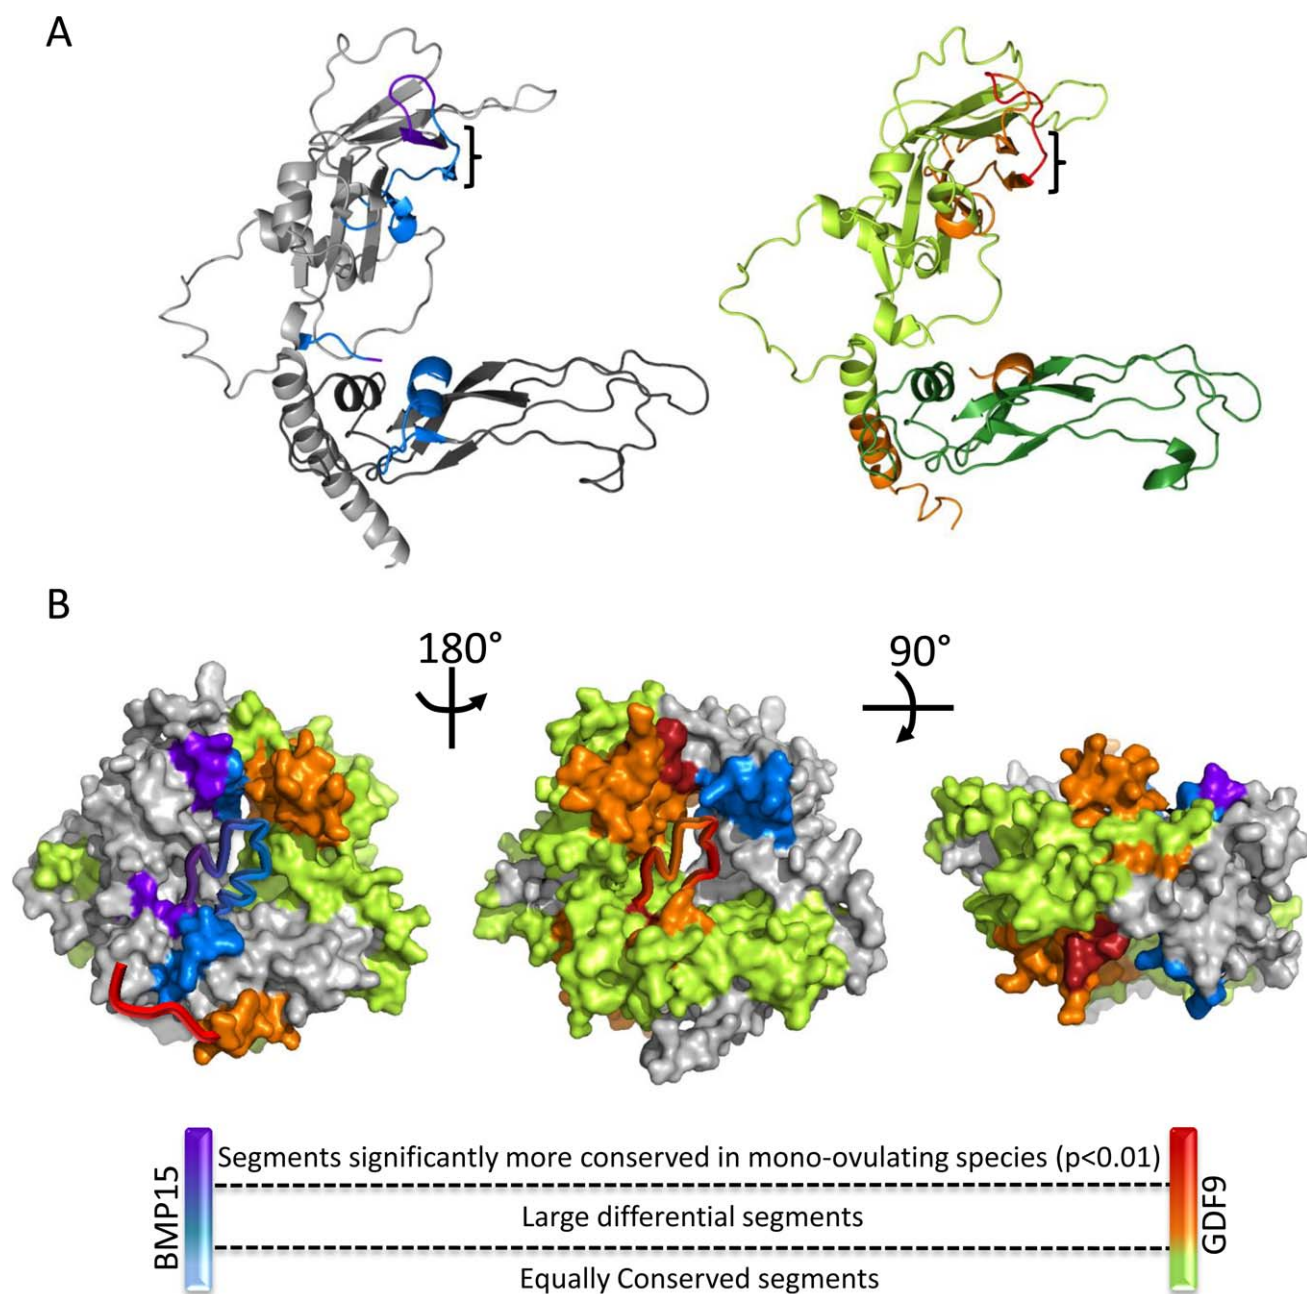 A
B
180°
90°
BMP15
Segments significantly more conserved in mono-ovulating species (p<0.01)
Large differential segments
Equally Conserved segments
GDF9